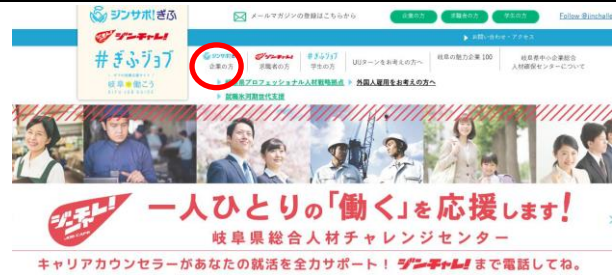 ジンサポ!ぎふ
メールマガジンの登録はこちらから
企業の方
求職者の方
学生の方
Follow @jinchalle
お問い合わせ・アクセス
ジンチャレ!
#ぎふジョブ
岐阜で働こう
GIFU JOB GUIDE
ジンサポ!ぎふ
企業の方
ジンチャレ!
求職者の方
#ぎふジョブ
学生の方
UIJターンをお考えの方へ
岐阜の魅力企業 100
岐阜県中小企業総合
人材確保センターについて
プロフェッショナル人材戦略拠点
外国人雇用をお考えの方へ
就職氷河期世代支援
ジンチャレ!
一人ひとりの「働く」を応援します!
岐阜県総合人材チャレンジセンター
キャリアカウンセラーがあなたの就活を全力サポート! ジンチャレ!まで電話してね。